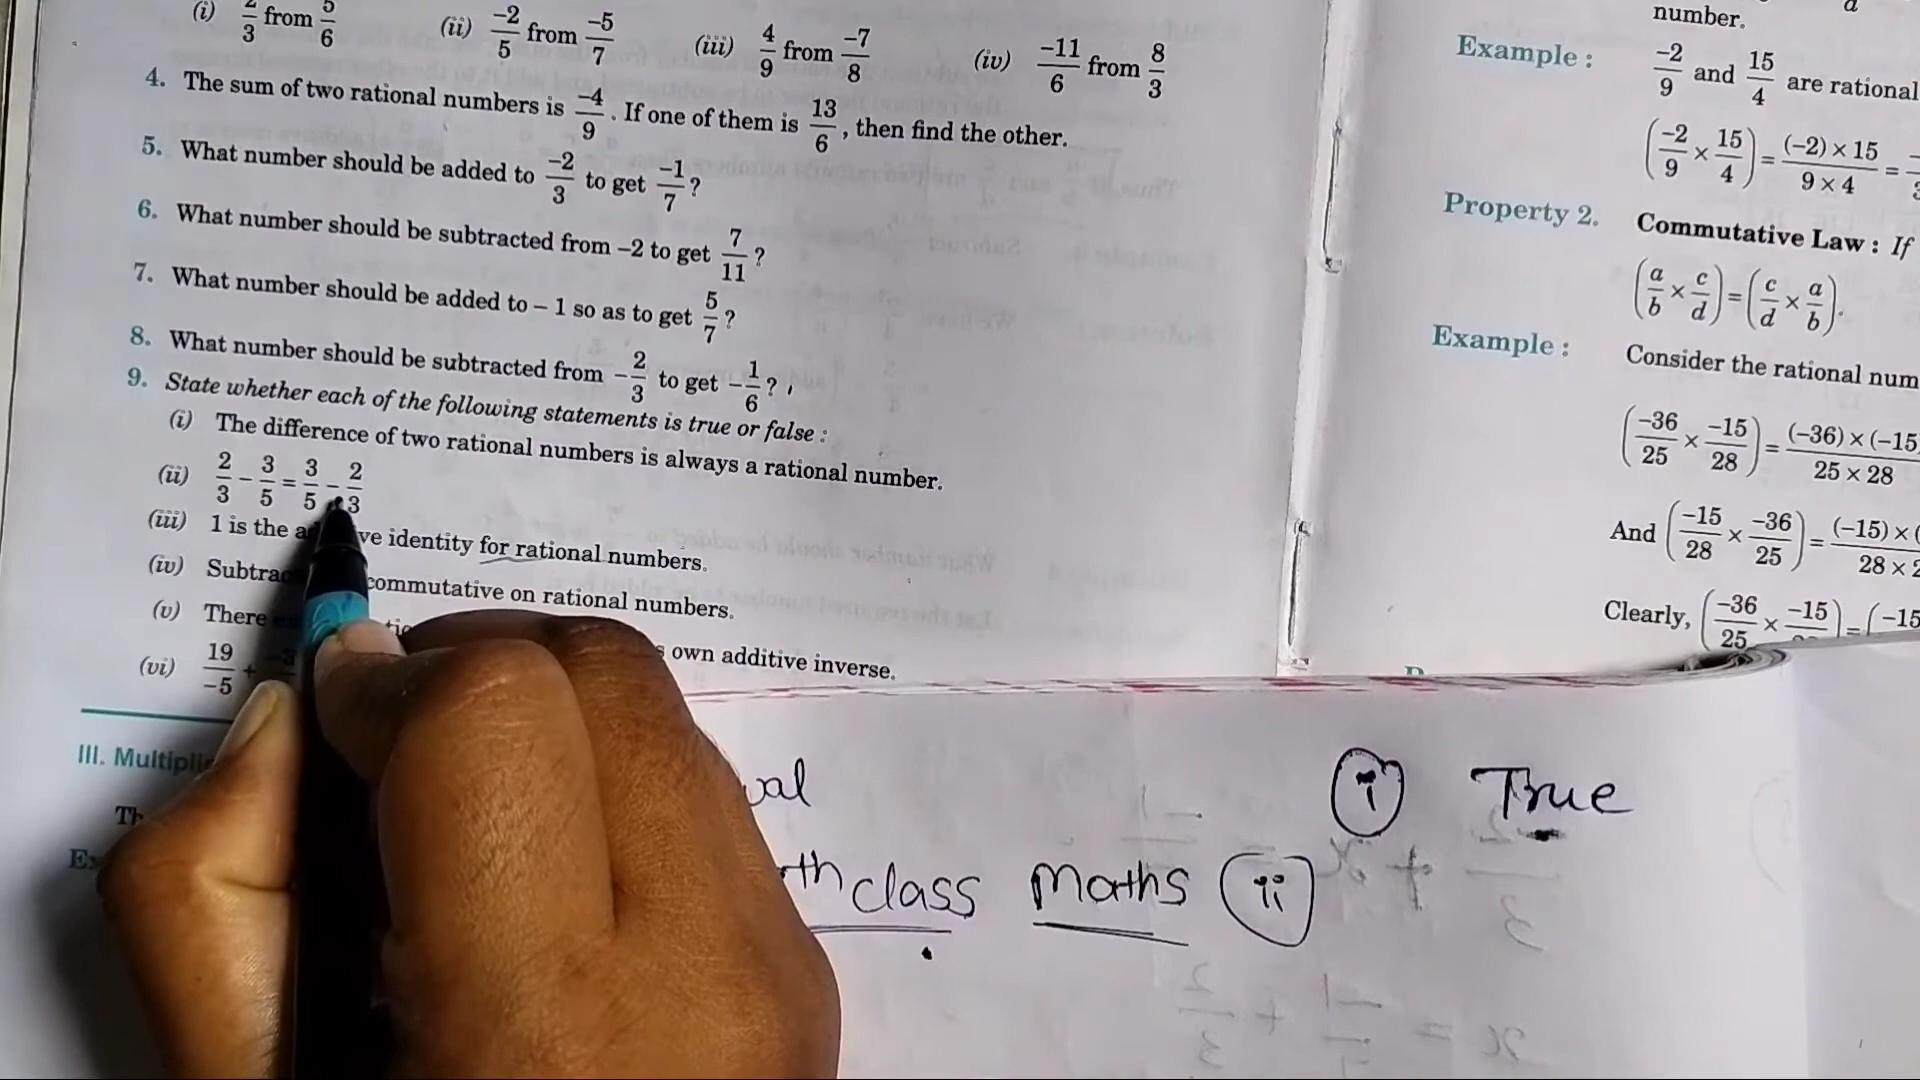 (i) 2/3 from 5/6 (ii) -2/5 from -5/7 (iii) 4/9 from -7/8 (iv) -11/6 from 8/3
4. The sum of two rational numbers is -4/9. If one of them is 13/6, then find the other.
5. What number should be added to -2/3 to get -1/7?
6. What number should be subtracted from -2 to get 7/11?
7. What number should be added to – 1 so as to get 5/7?
8. What number should be subtracted from -2/3 to get -1/6?
9. State whether each of the following statements is true or false :
(i) The difference of two rational numbers is always a rational number.
(ii) 2/3 - 3/5 = 3/5 - 2/3
(iii) 1 is the ve identity for rational numbers.
(iv) commutative on rational numbers.
(v) There own additive inverse.
(vi) 19/-5 +
III.
number.
Example : -2/9 and 15/4 are rational
(-2/9 × 15/4) = (-2) × 15/9 × 4 =
Property 2. Commutative Law : If
(a/b × c/d) = (c/d × a/b).
Example : Consider the rational num
(-36/25 × -15/28) = (-36) × (-15/25 × 28
And (-15/28 × -36/25) = (-15) × (/28 × 2
Clearly, (-36/25 × -15) = (-15
val
th class Maths
(i) True
(ii)